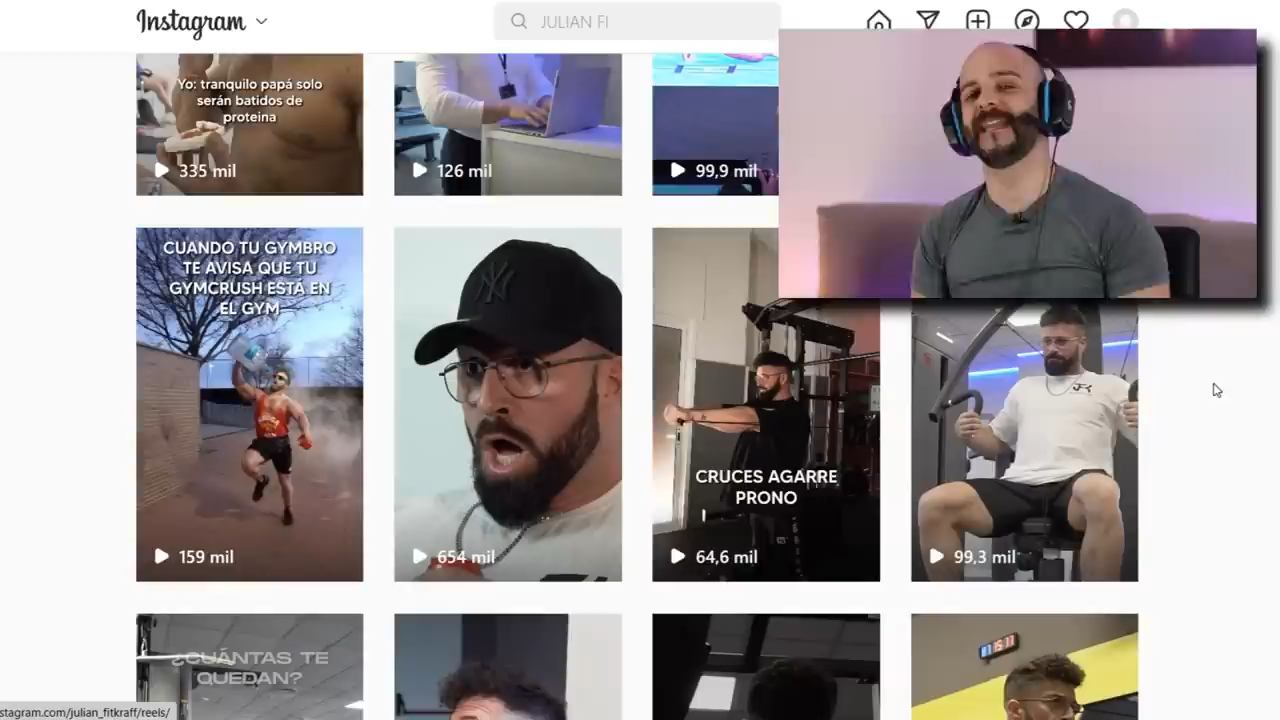 Instagram
JULIAN FI
Yo: tranquilo papá solo
serán batidos de
proteina
335 mil
126 mil
99,9 mil
CUANDO TU GYMBRO
TE AVISA QUE TU
GYMCRUSH ESTÁ EN
EL GYM
159 mil
654 mil
CRUCES AGARRE
PRONO
64,6 mil
99,3 mil
¿CUÁNTAS TE
QUEDAN?
stagram.com/julian_fitkraff/reels/